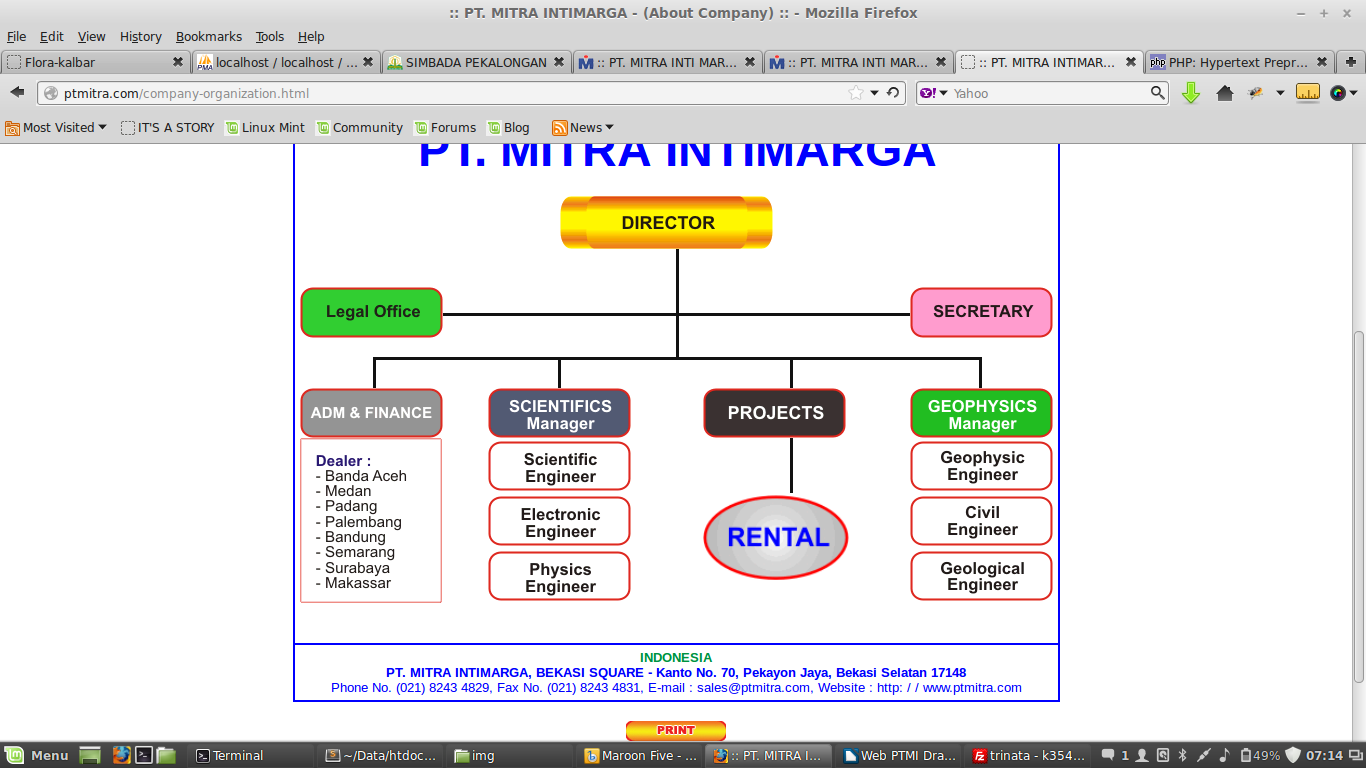 :: PT. MITRA INTIMARGA - (About Company) :: - Mozilla Firefox
File Edit View History Bookmarks Tools Help
Flora-kalbar
localhost / localhost / ...
SIMBADA PEKALONGAN
:: PT. MITRA INTI MAR...
:: PT. MITRA INTI MAR...
:: PT. MITRA INTIMAR...
PHP: Hypertext Prepr...
ptmitra.com/company-organization.html
Yahoo
Most Visited IT'S A STORY Linux Mint Community Forums Blog News
PT. MITRA INTIMARGA
DIRECTOR
Legal Office
SECRETARY
ADM & FINANCE
Dealer :
- Banda Aceh
- Medan
- Padang
- Palembang
- Bandung
- Semarang
- Surabaya
- Makassar
SCIENTIFICS
Manager
Scientific
Engineer
Electronic
Engineer
Physics
Engineer
PROJECTS
RENTAL
GEOPHYSICS
Manager
Geophysic
Engineer
Civil
Engineer
Geological
Engineer
INDONESIA
PT. MITRA INTIMARGA, BEKASI SQUARE - Kanto No. 70, Pekayon Jaya, Bekasi Selatan 17148
Phone No. (021) 8243 4829, Fax No. (021) 8243 4831, E-mail : sales@ptmitra.com, Website : http: / / www.ptmitra.com
PRINT
Menu
Terminal
~/Data/htdoc...
img
Maroon Five - ...
:: PT. MITRA I...
Web PTMI Dra...
trinata - k354...
1
49%
07:14